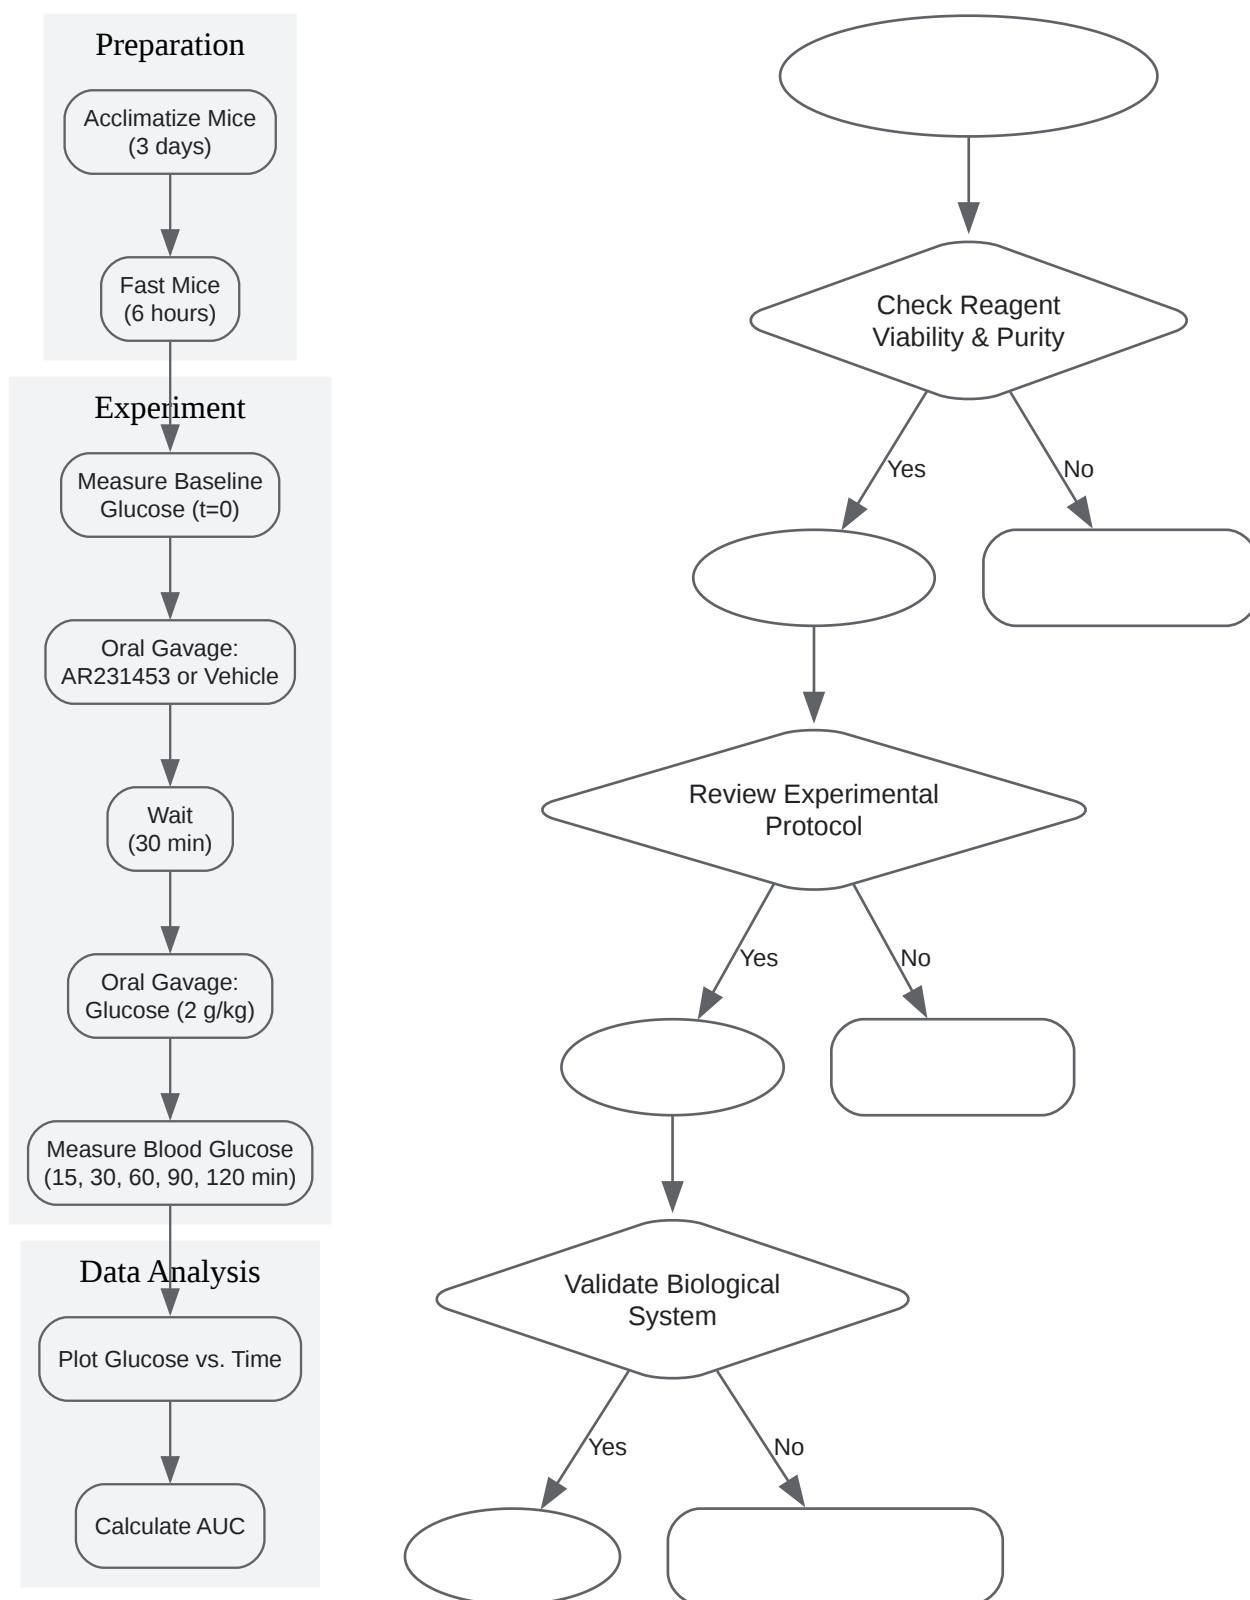 Preparation
Acclimatize Mice
(3 days)
Fast Mice
(6 hours)
Experiment
Measure Baseline
Glucose (t=0)
Oral Gavage:
AR231453 or Vehicle
Wait
(30 min)
Oral Gavage:
Glucose (2 g/kg)
Measure Blood Glucose
(15, 30, 60, 90, 120 min)
Data Analysis
Plot Glucose vs. Time
Calculate AUC
Check Reagent
Viability & Purity
Yes
No
Review Experimental
Protocol
Yes
No
Validate Biological
System
Yes
No